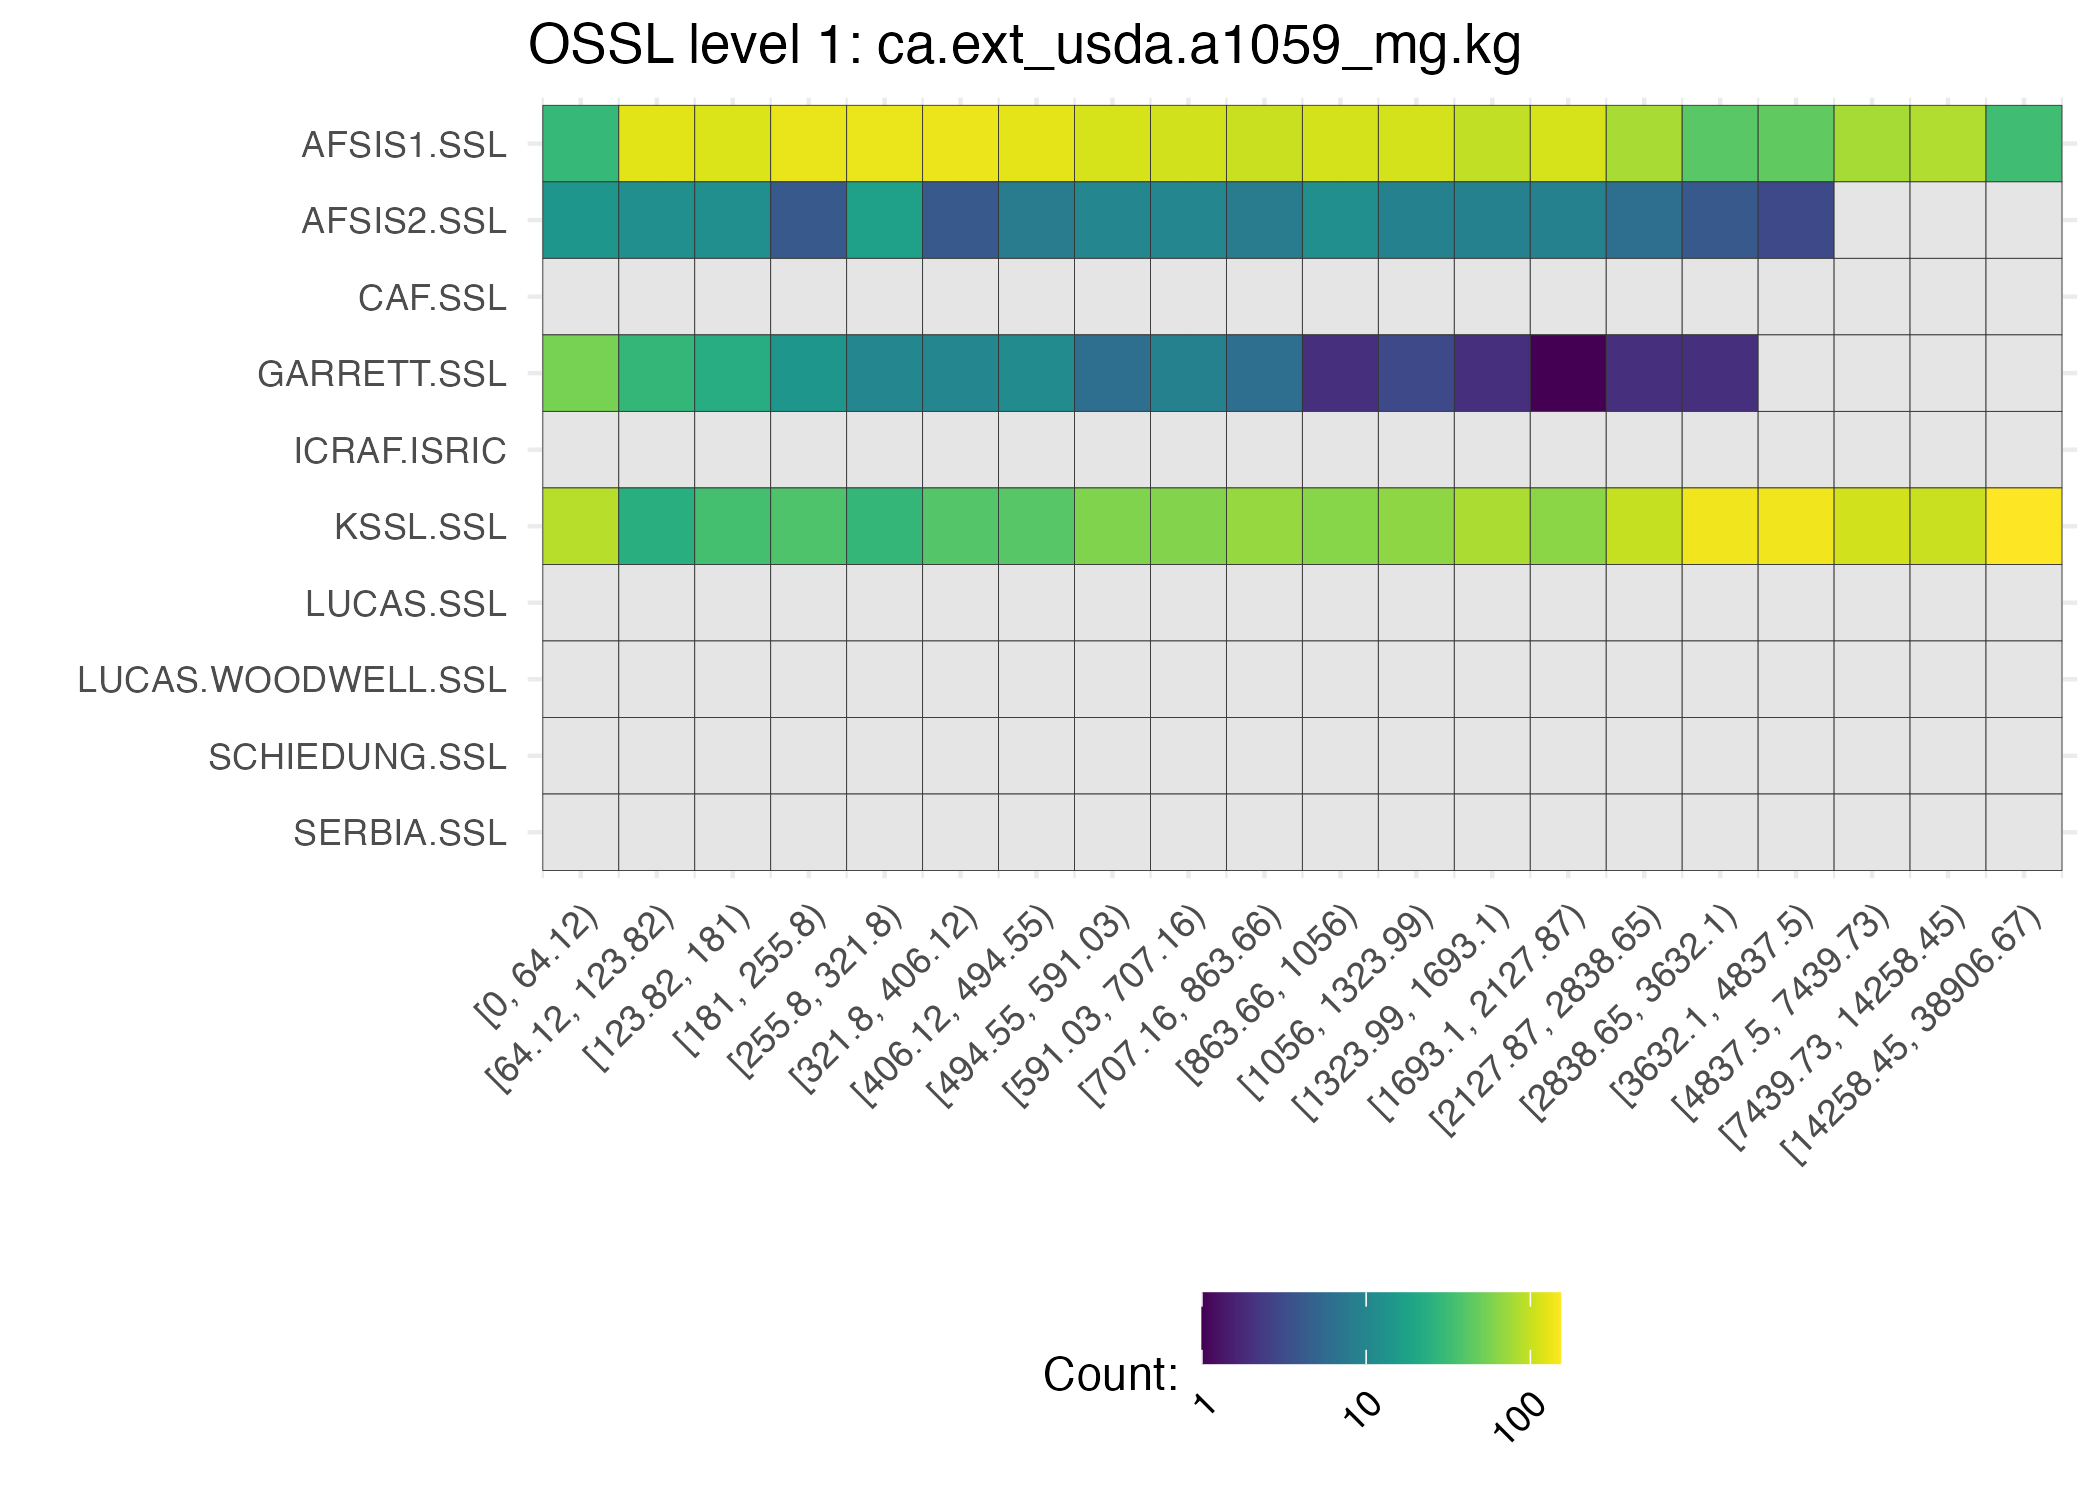 OSSL level 1: ca.ext_usda.a1059_mg.kg
AFSIS1.SSL
AFSIS2.SSL
CAF.SSL
GARRETT.SSL
ICRAF.ISRIC
KSSL.SSL
LUCAS.SSL
LUCAS.WOODWELL.SSL
SCHIEDUNG.SSL
SERBIA.SSL
[0, 64.12)
[64.12, 123.82)
[123.82, 181)
[181, 255.8)
[255.8, 321.8)
[321.8, 406.12)
[406.12, 494.55)
[494.55, 591.03)
[591.03, 707.16)
[707.16, 863.66)
[863.66, 1056)
[1056, 1323.99)
[1323.99, 1693.1)
[1693.1, 2127.87)
[2127.87, 2838.65)
[2838.65, 3632.1)
[3632.1, 4837.5)
[4837.5, 7439.73)
[7439.73, 14258.45)
[14258.45, 38906.67)
Count:
1
10
100